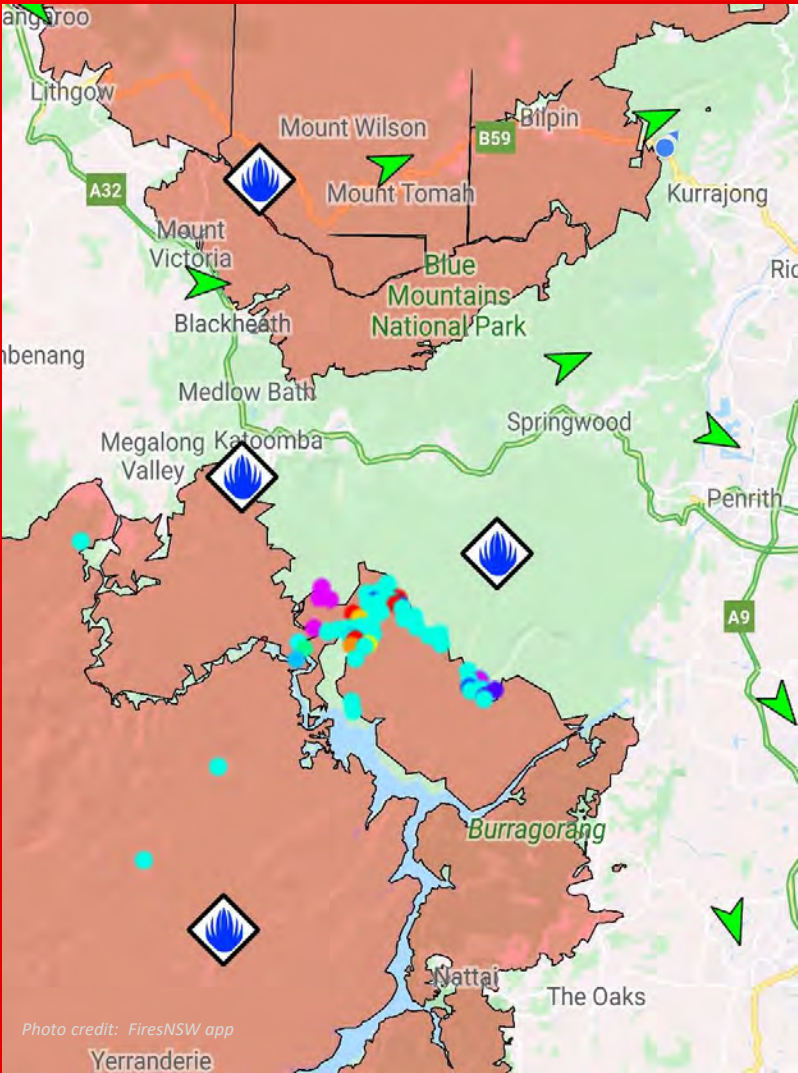 angaroo
Lithgow
Mount Wilson
Bilpin
B59
A32
Mount Tomah
Kurrajong
Mount
Victoria
Blue
Mountains
National Park
Ric
Blackheath
nbenang
Medlow Bath
Springwood
Megalong
Valley
Katoomba
Penrith
A9
Burragorang
Nattai
The Oaks
Photo credit: FiresNSW app
Yerranderie